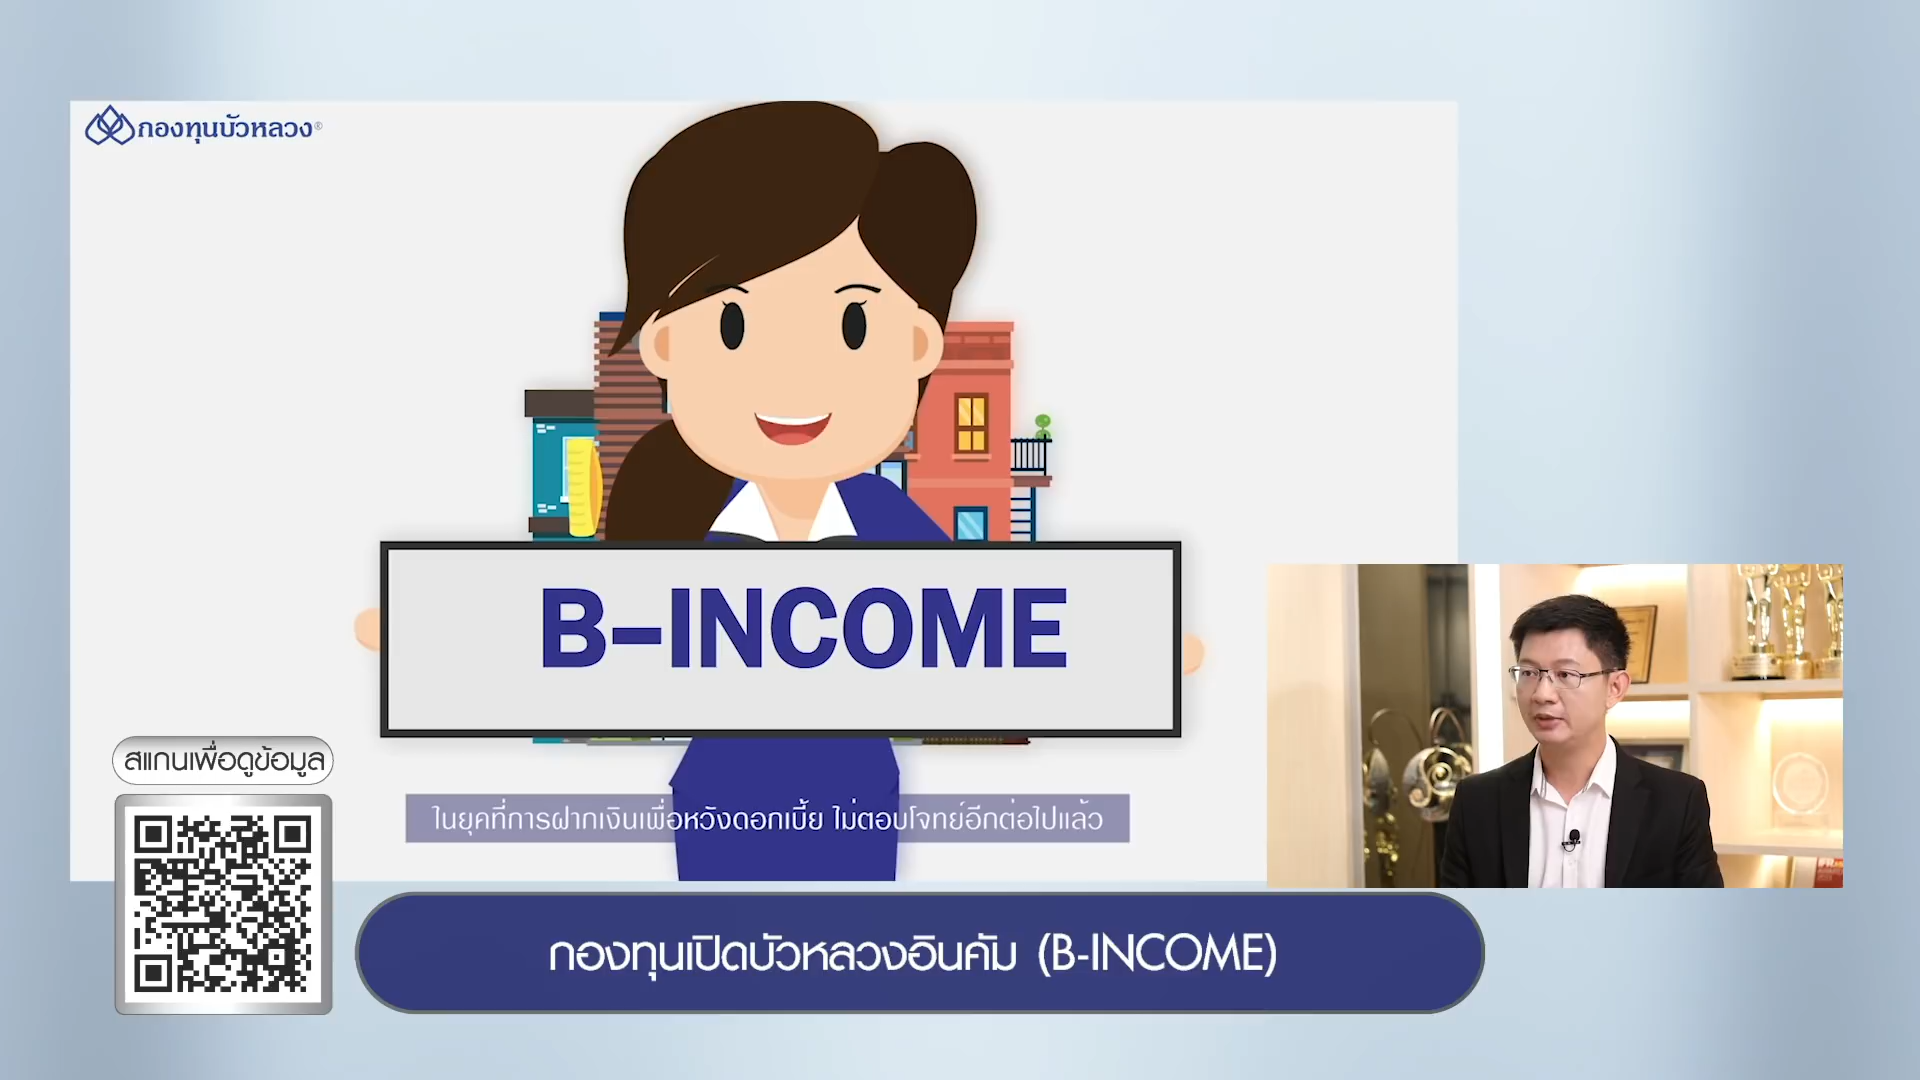 กองทุนบัวหลวง®
B-INCOME
สแกนเพื่อดูข้อมูล
ในยุคที่การฝากเงินเพื่อหวังดอกเบี้ย ไม่ตอบโจทย์อีกต่อไปแล้ว
กองทุนเปิดบัวหลวงอินคัม (B-INCOME)